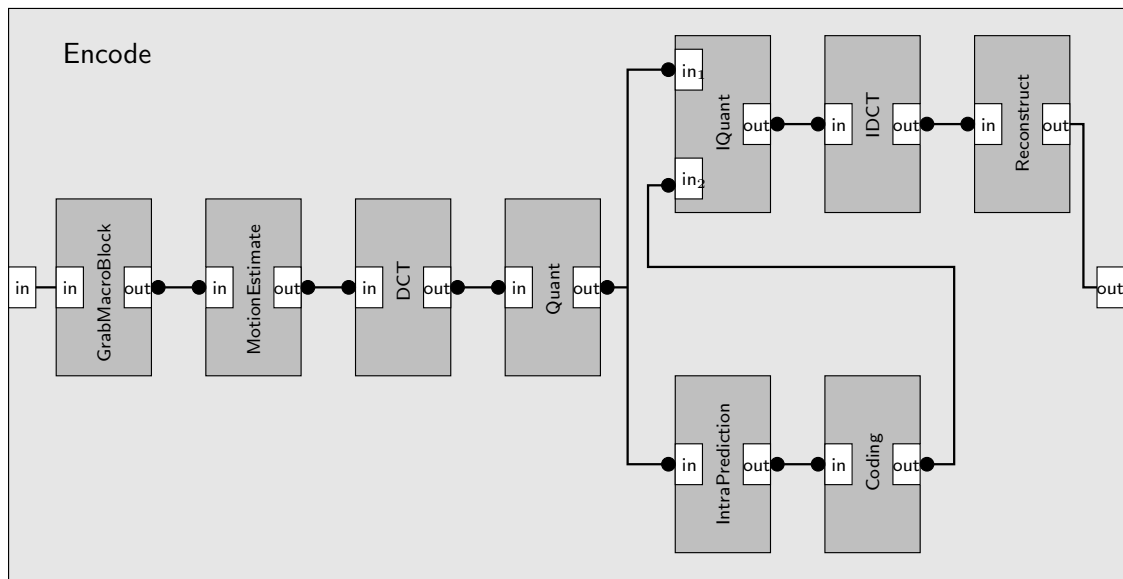 Encode
in
in
GrabMacroBlock
out
in
MotionEstimate
out
in
DCT
out
in
Quant
out
in₁
in₂
IQuant
out
in
IDCT
out
in
Reconstruct
out
out
in
IntraPrediction
out
in
Coding
out